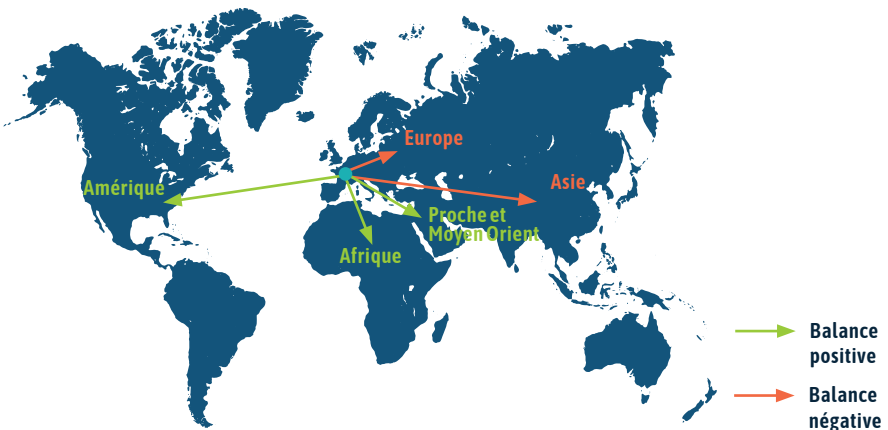 Europe
Amérique
Asie
Proche et
Moyen Orient
Afrique
Balance
positive
Balance
négative